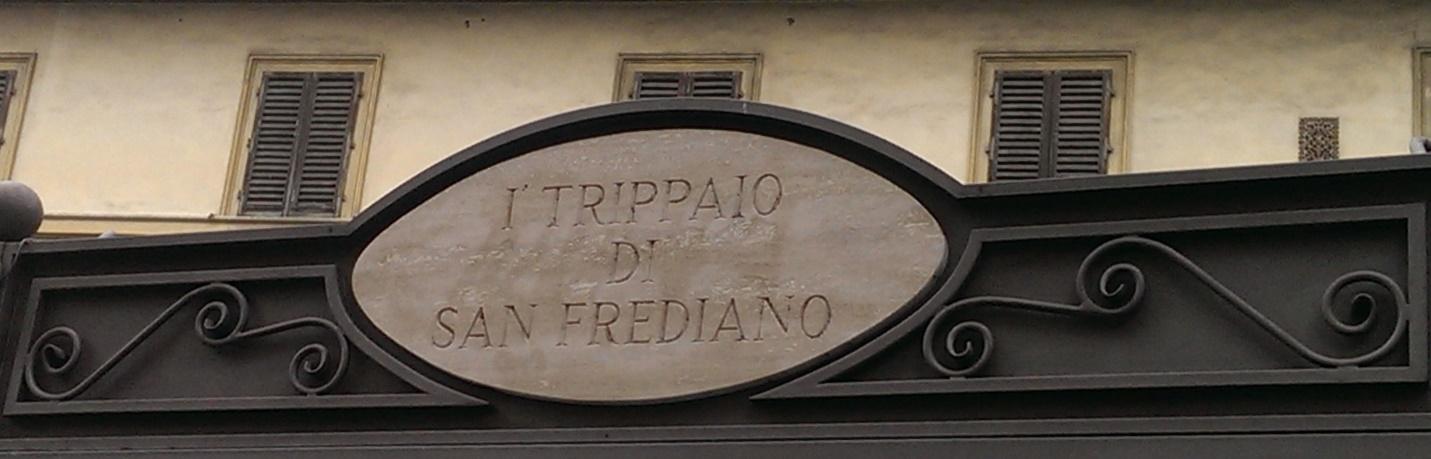 I' TRIPPAIO
DI
SAN FREDIANO